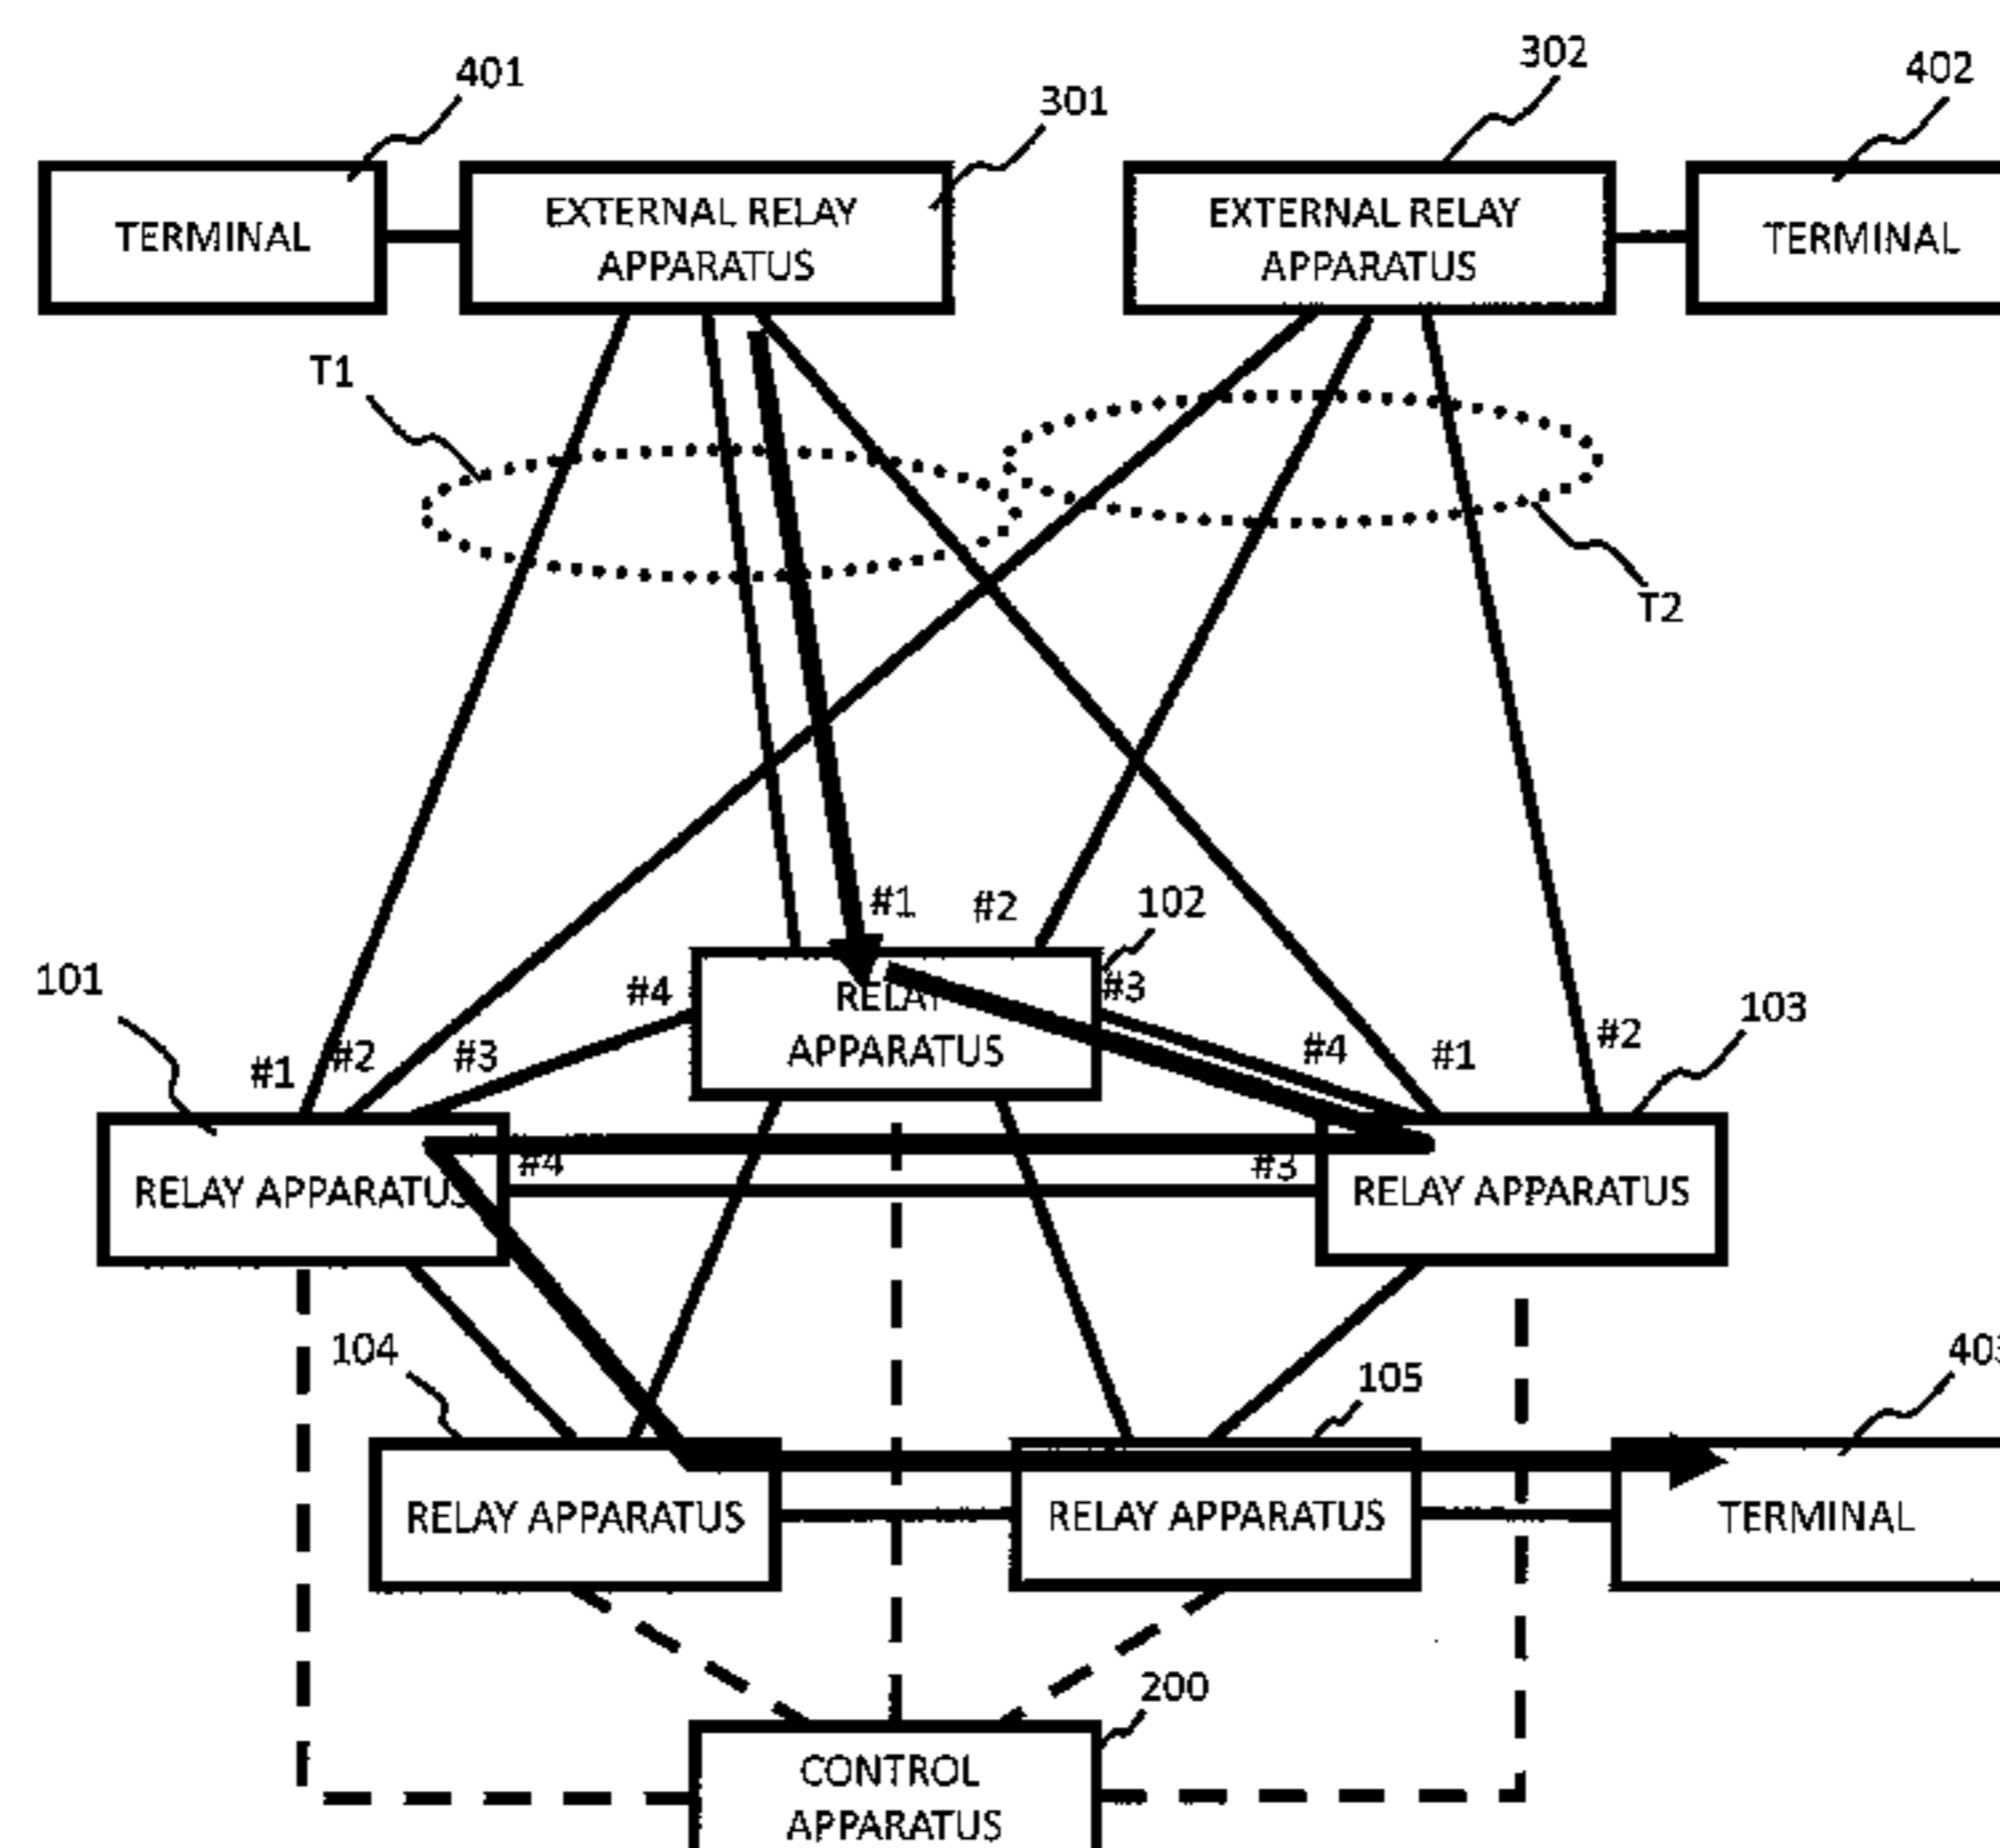 401
301
302
402
TERMINAL
EXTERNAL RELAY
APPARATUS
EXTERNAL RELAY
APPARATUS
TERMINAL
T1
T2
#1
#2
102
101
#4
RELAY
APPARATUS
#3
103
#1
#2
#3
#4
#1
#2
RELAY APPARATUS
#4
#3
RELAY APPARATUS
104
105
RELAY APPARATUS
RELAY APPARATUS
TERMINAL
200
CONTROL
APPARATUS